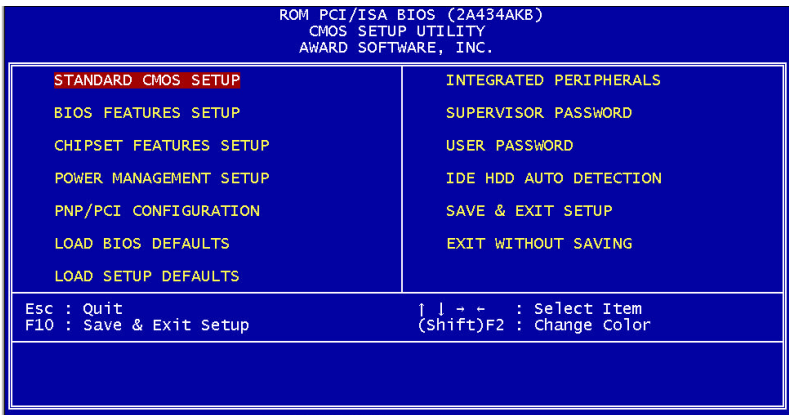 ROM PCI/ISA BIOS (2A434AKB)
CMOS SETUP UTILITY
AWARD SOFTWARE, INC.
STANDARD CMOS SETUP
BIOS FEATURES SETUP
CHIPSET FEATURES SETUP
POWER MANAGEMENT SETUP
PNP/PCI CONFIGURATION
LOAD BIOS DEFAULTS
LOAD SETUP DEFAULTS
INTEGRATED PERIPHERALS
SUPERVISOR PASSWORD
USER PASSWORD
IDE HDD AUTO DETECTION
SAVE & EXIT SETUP
EXIT WITHOUT SAVING
Esc : Quit
F10 : Save & Exit Setup
↑ ↓ → ← : Select Item
(Shift)F2 : Change Color